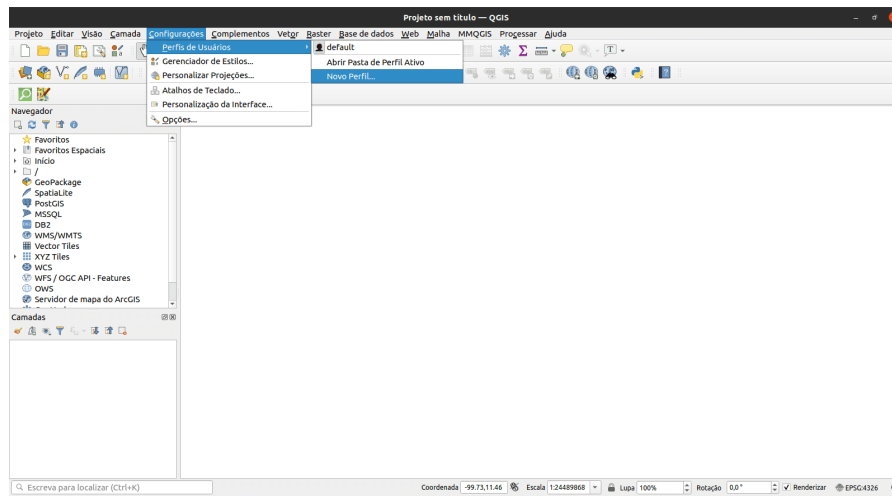 Projeto sem título — QGIS
Projeto Editar Visão Camada Configurações Complementos Vetor Raster Base de dados Web Malha MMQGIS Progessar Ajuda
Perfis de Usuários
default
Gerenciador de Estilos...
Abrir Pasta de Perfil Ativo
Personalizar Projeções...
Novo Perfil...
Atalhos de Teclado...
Personalização da Interface...
Opções...
Navegador
Favoritos
Favoritos Espaciais
Início
/
GeoPackage
SpatiaLite
PostGIS
MSSQL
DB2
WMS/WMTS
Vector Tiles
XYZ Tiles
WCS
WFS / OGC API - Features
OWS
Servidor de mapa do ArcGIS
Camadas
Escreva para localizar (Ctrl+K)
Coordenada -99.73,11.46 Escala 1:24489868 Lupa 100% Rotação 0,0° Renderizar EPSG:4326